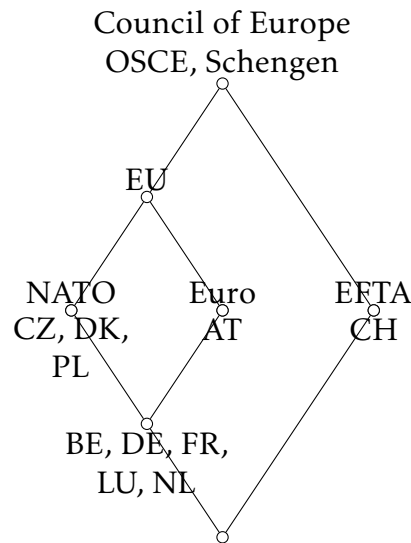 Council of Europe
OSCE, Schengen
EU
NATO
Euro
EFTA
CZ, DK,
AT
CH
PL
BE, DE, FR,
LU, NL